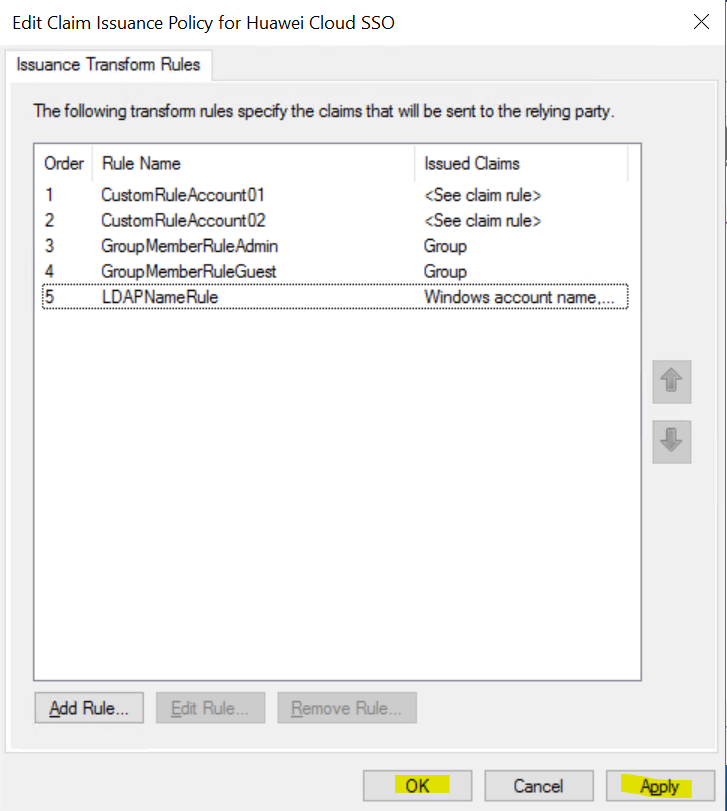 Edit Claim Issuance Policy for Huawei Cloud SSO
Issuance Transform Rules
The following transform rules specify the claims that will be sent to the relying party.
Order Rule Name Issued Claims
1 CustomRuleAccount01 <See claim rule>
2 CustomRuleAccount02 <See claim rule>
3 GroupMemberRuleAdmin Group
4 GroupMemberRuleGuest Group
5 LDAPNameRule Windows account name,...
Add Rule... Edit Rule... Remove Rule...
OK Cancel Apply